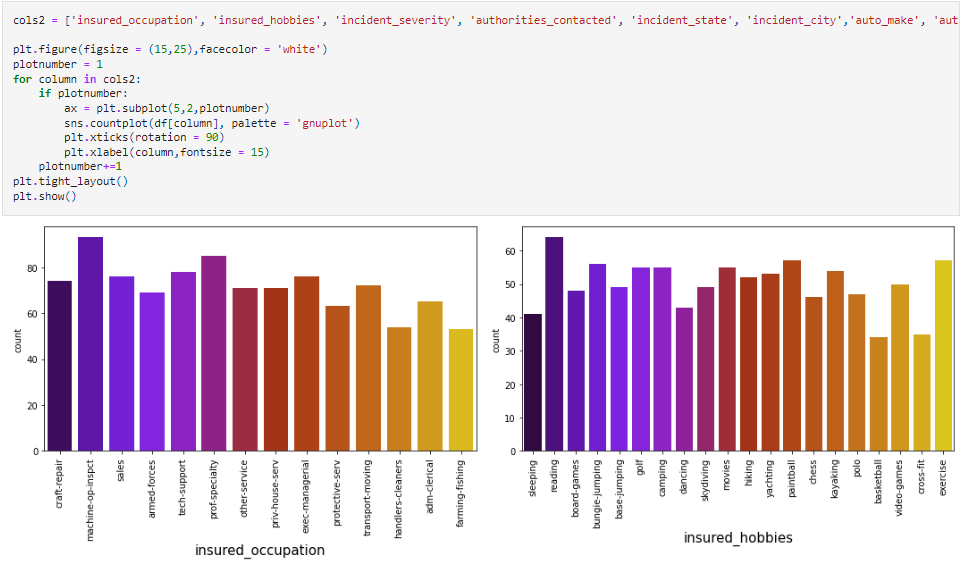 cols2 = ['insured_occupation', 'insured_hobbies', 'incident_severity', 'authorities_contacted', 'incident_state', 'incident_city','auto_make', 'aut
plt.figure(figsize = (15,25),facecolor = 'white')
plotnumber = 1
for column in cols2:
    if plotnumber:
        ax = plt.subplot(5,2,plotnumber)
        sns.countplot(df[column], palette = 'gnuplot')
        plt.xticks(rotation = 90)
        plt.xlabel(column,fontsize = 15)
    plotnumber+=1
plt.tight_layout()
plt.show()
80
60
40
20
0
count
craft-repair
machine-op-inspct
sales
armed-forces
tech-support
prof-specialty
other-service
priv-house-serv
exec-managerial
protective-serv
transport-moving
handlers-cleaners
adm-clerical
farming-fishing
insured_occupation
60
50
40
30
20
10
0
count
sleeping
reading
board-games
bungie-jumping
base-jumping
golf
camping
dancing
skydiving
movies
hiking
yachting
paintball
chess
kayaking
polo
basketball
video-games
cross-fit
exercise
insured_hobbies